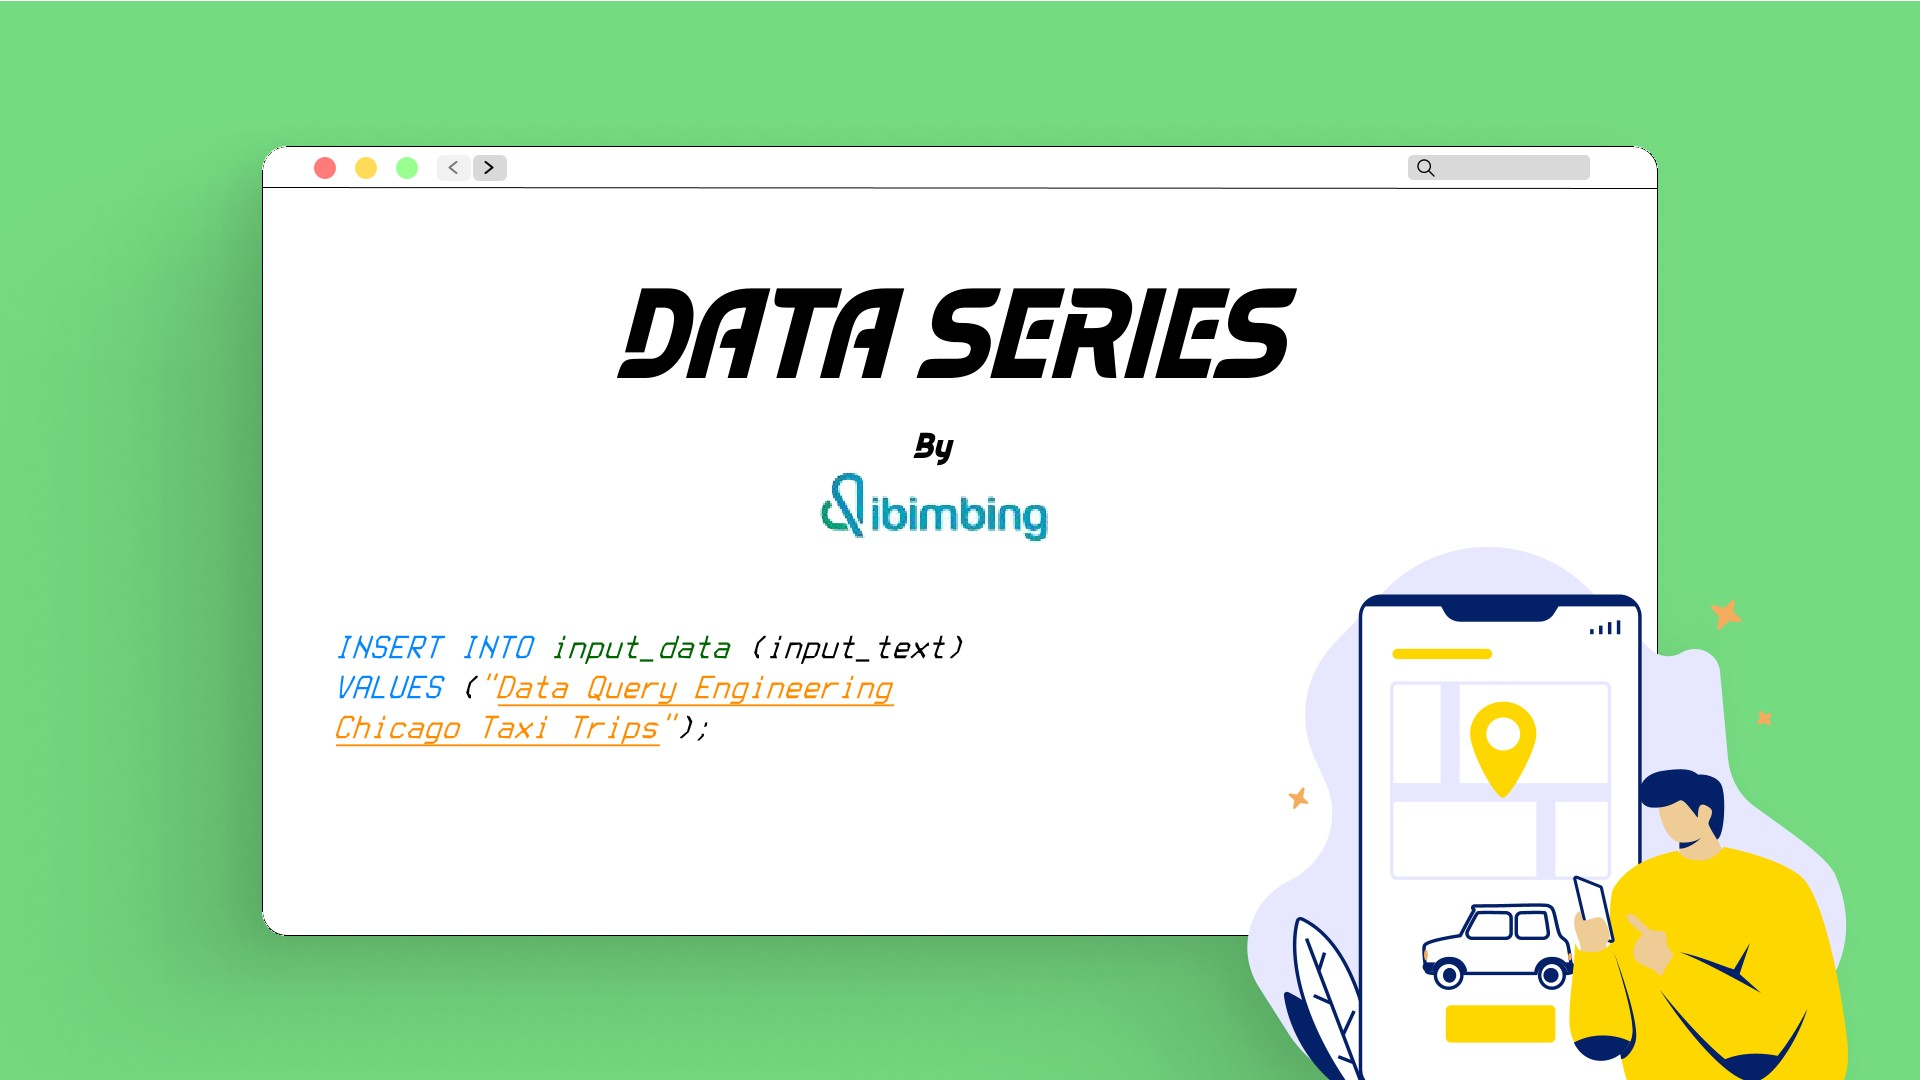 DATA SERIES
By
ibimbing
INSERT INTO input_data (input_text)
VALUES ("Data Query Engineering
Chicago Taxi Trips");